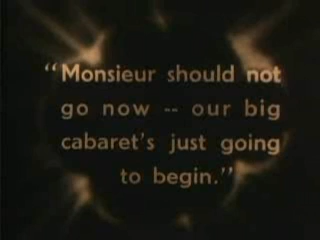 "Monsieur should not
go now -- our big
cabaret's just going
to begin."